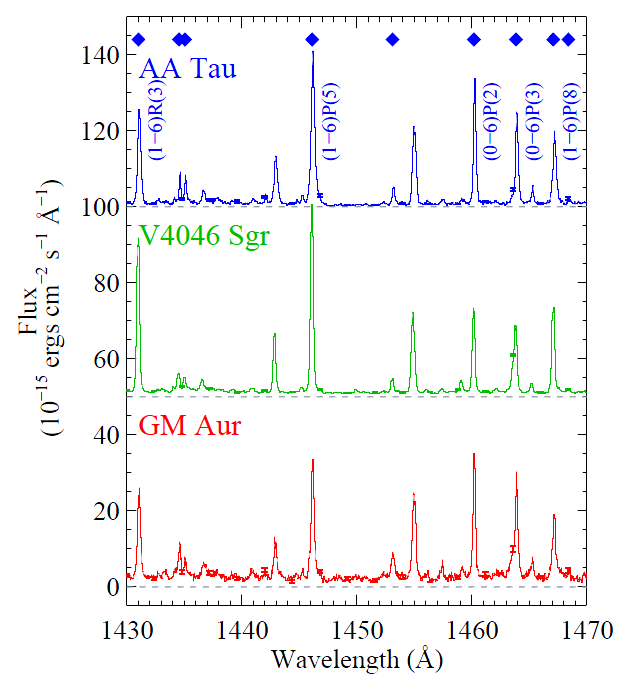 140
AA Tau
120
(1−6)R(3)
(1−6)P(5)
(0−6)P(2)
(0−6)P(3)
(1−6)P(8)
100
V4046 Sgr
80
60
40
GM Aur
20
0
Flux
(10⁻¹⁵ ergs cm⁻² s⁻¹ Å⁻¹)
1430 1440 1450 1460 1470
Wavelength (Å)